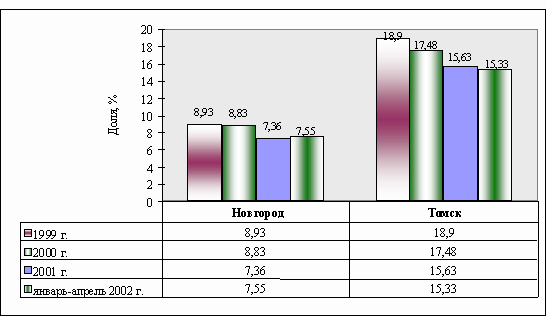 Доля, %
20
18
16
14
12
10
8
6
4
2
0
8,93 8,83 7,36 7,55
18,9 17,48 15,63 15,33
Новгород Томск
1999 г. 8,93 18,9
2000 г. 8,83 17,48
2001 г. 7,36 15,63
январь-апрель 2002 г. 7,55 15,33